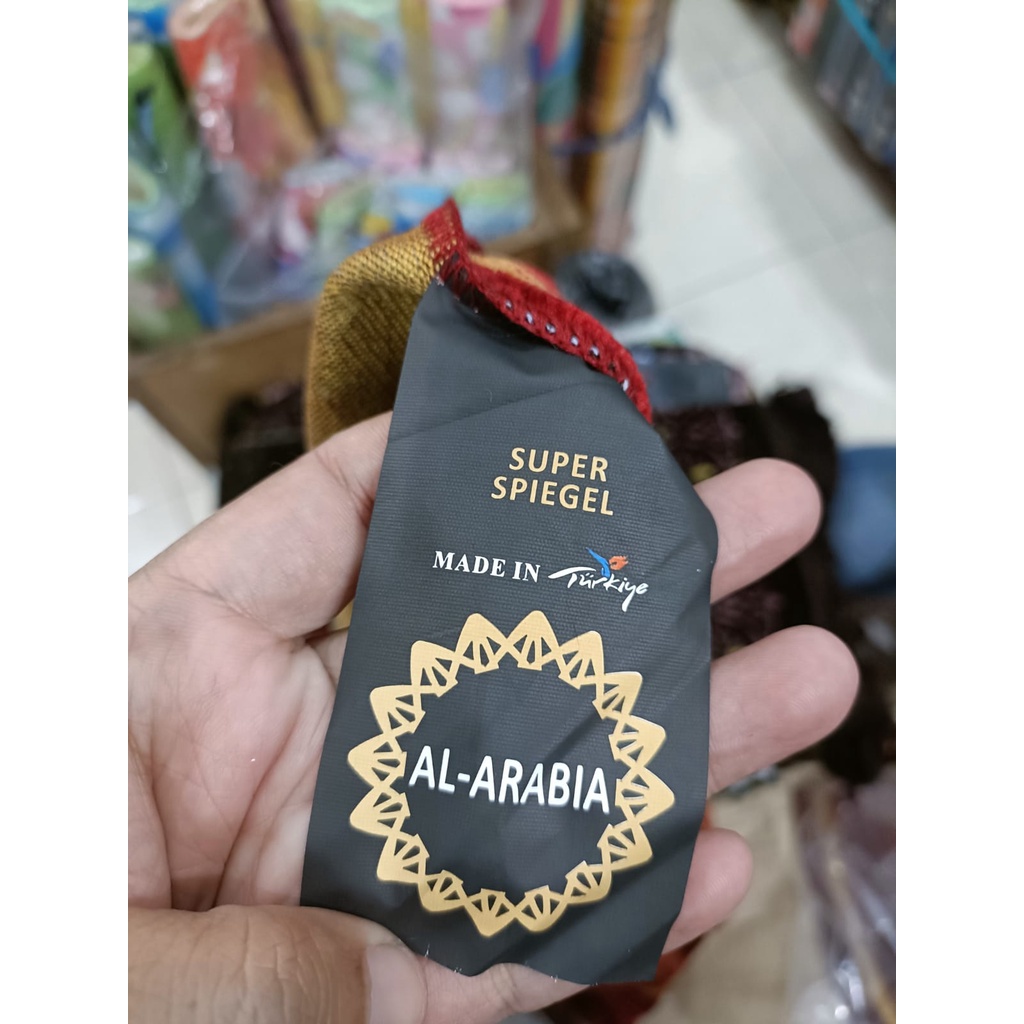 SUPER
SPIEGEL
MADE IN Türkiye
AL-ARABIA